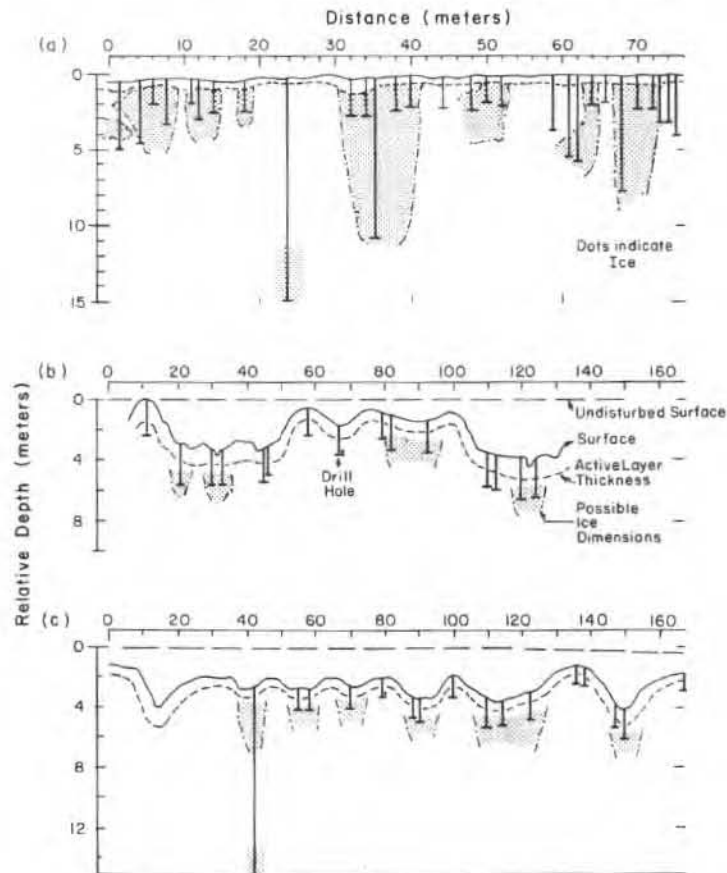 Distance (meters)
(a) 0 10 20 30 40 50 60 70
0
5
10
15
Dots indicate
Ice
(b) 0 20 40 60 80 100 120 140 160
0
4
8
Undisturbed Surface
Surface
Active Layer
Thickness
Possible
Ice
Dimensions
Drill
Hole
Relative Depth (meters)
(c) 0 20 40 60 80 100 120 140 160
0
4
8
12